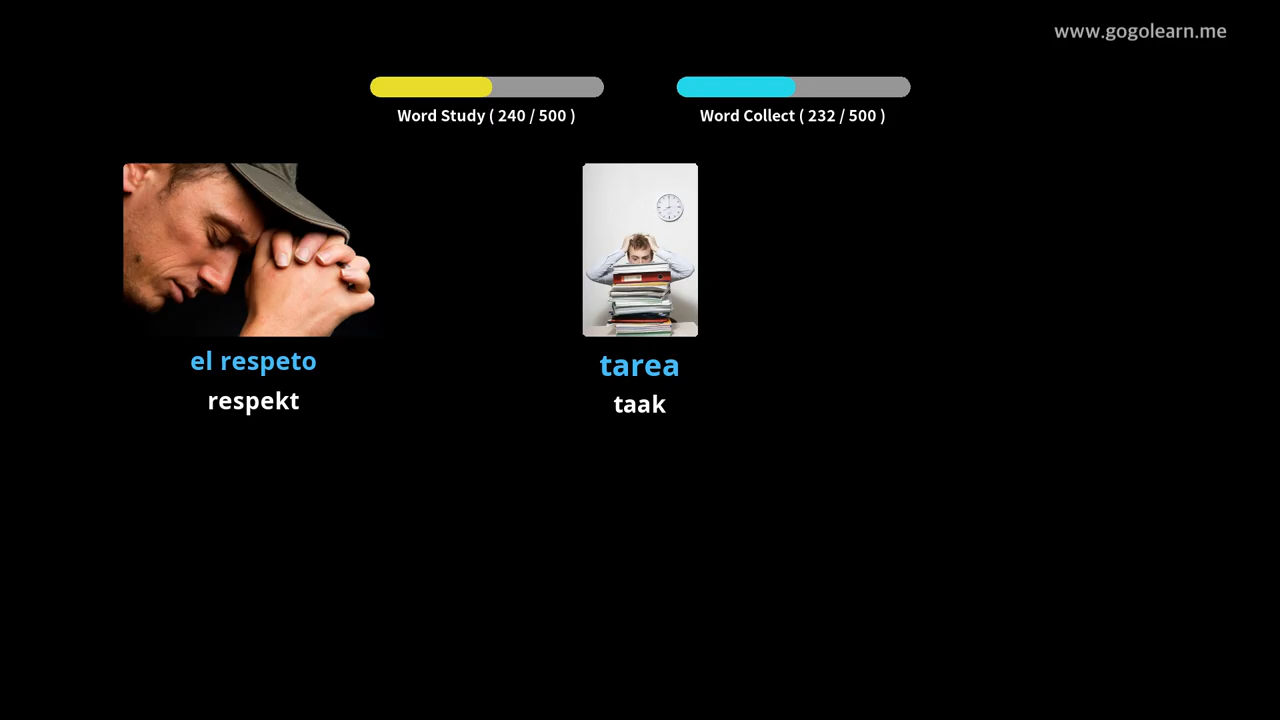 www.gogolearn.me
Word Study ( 240 / 500 )
Word Collect ( 232 / 500 )
el respeto
respekt
tarea
taak